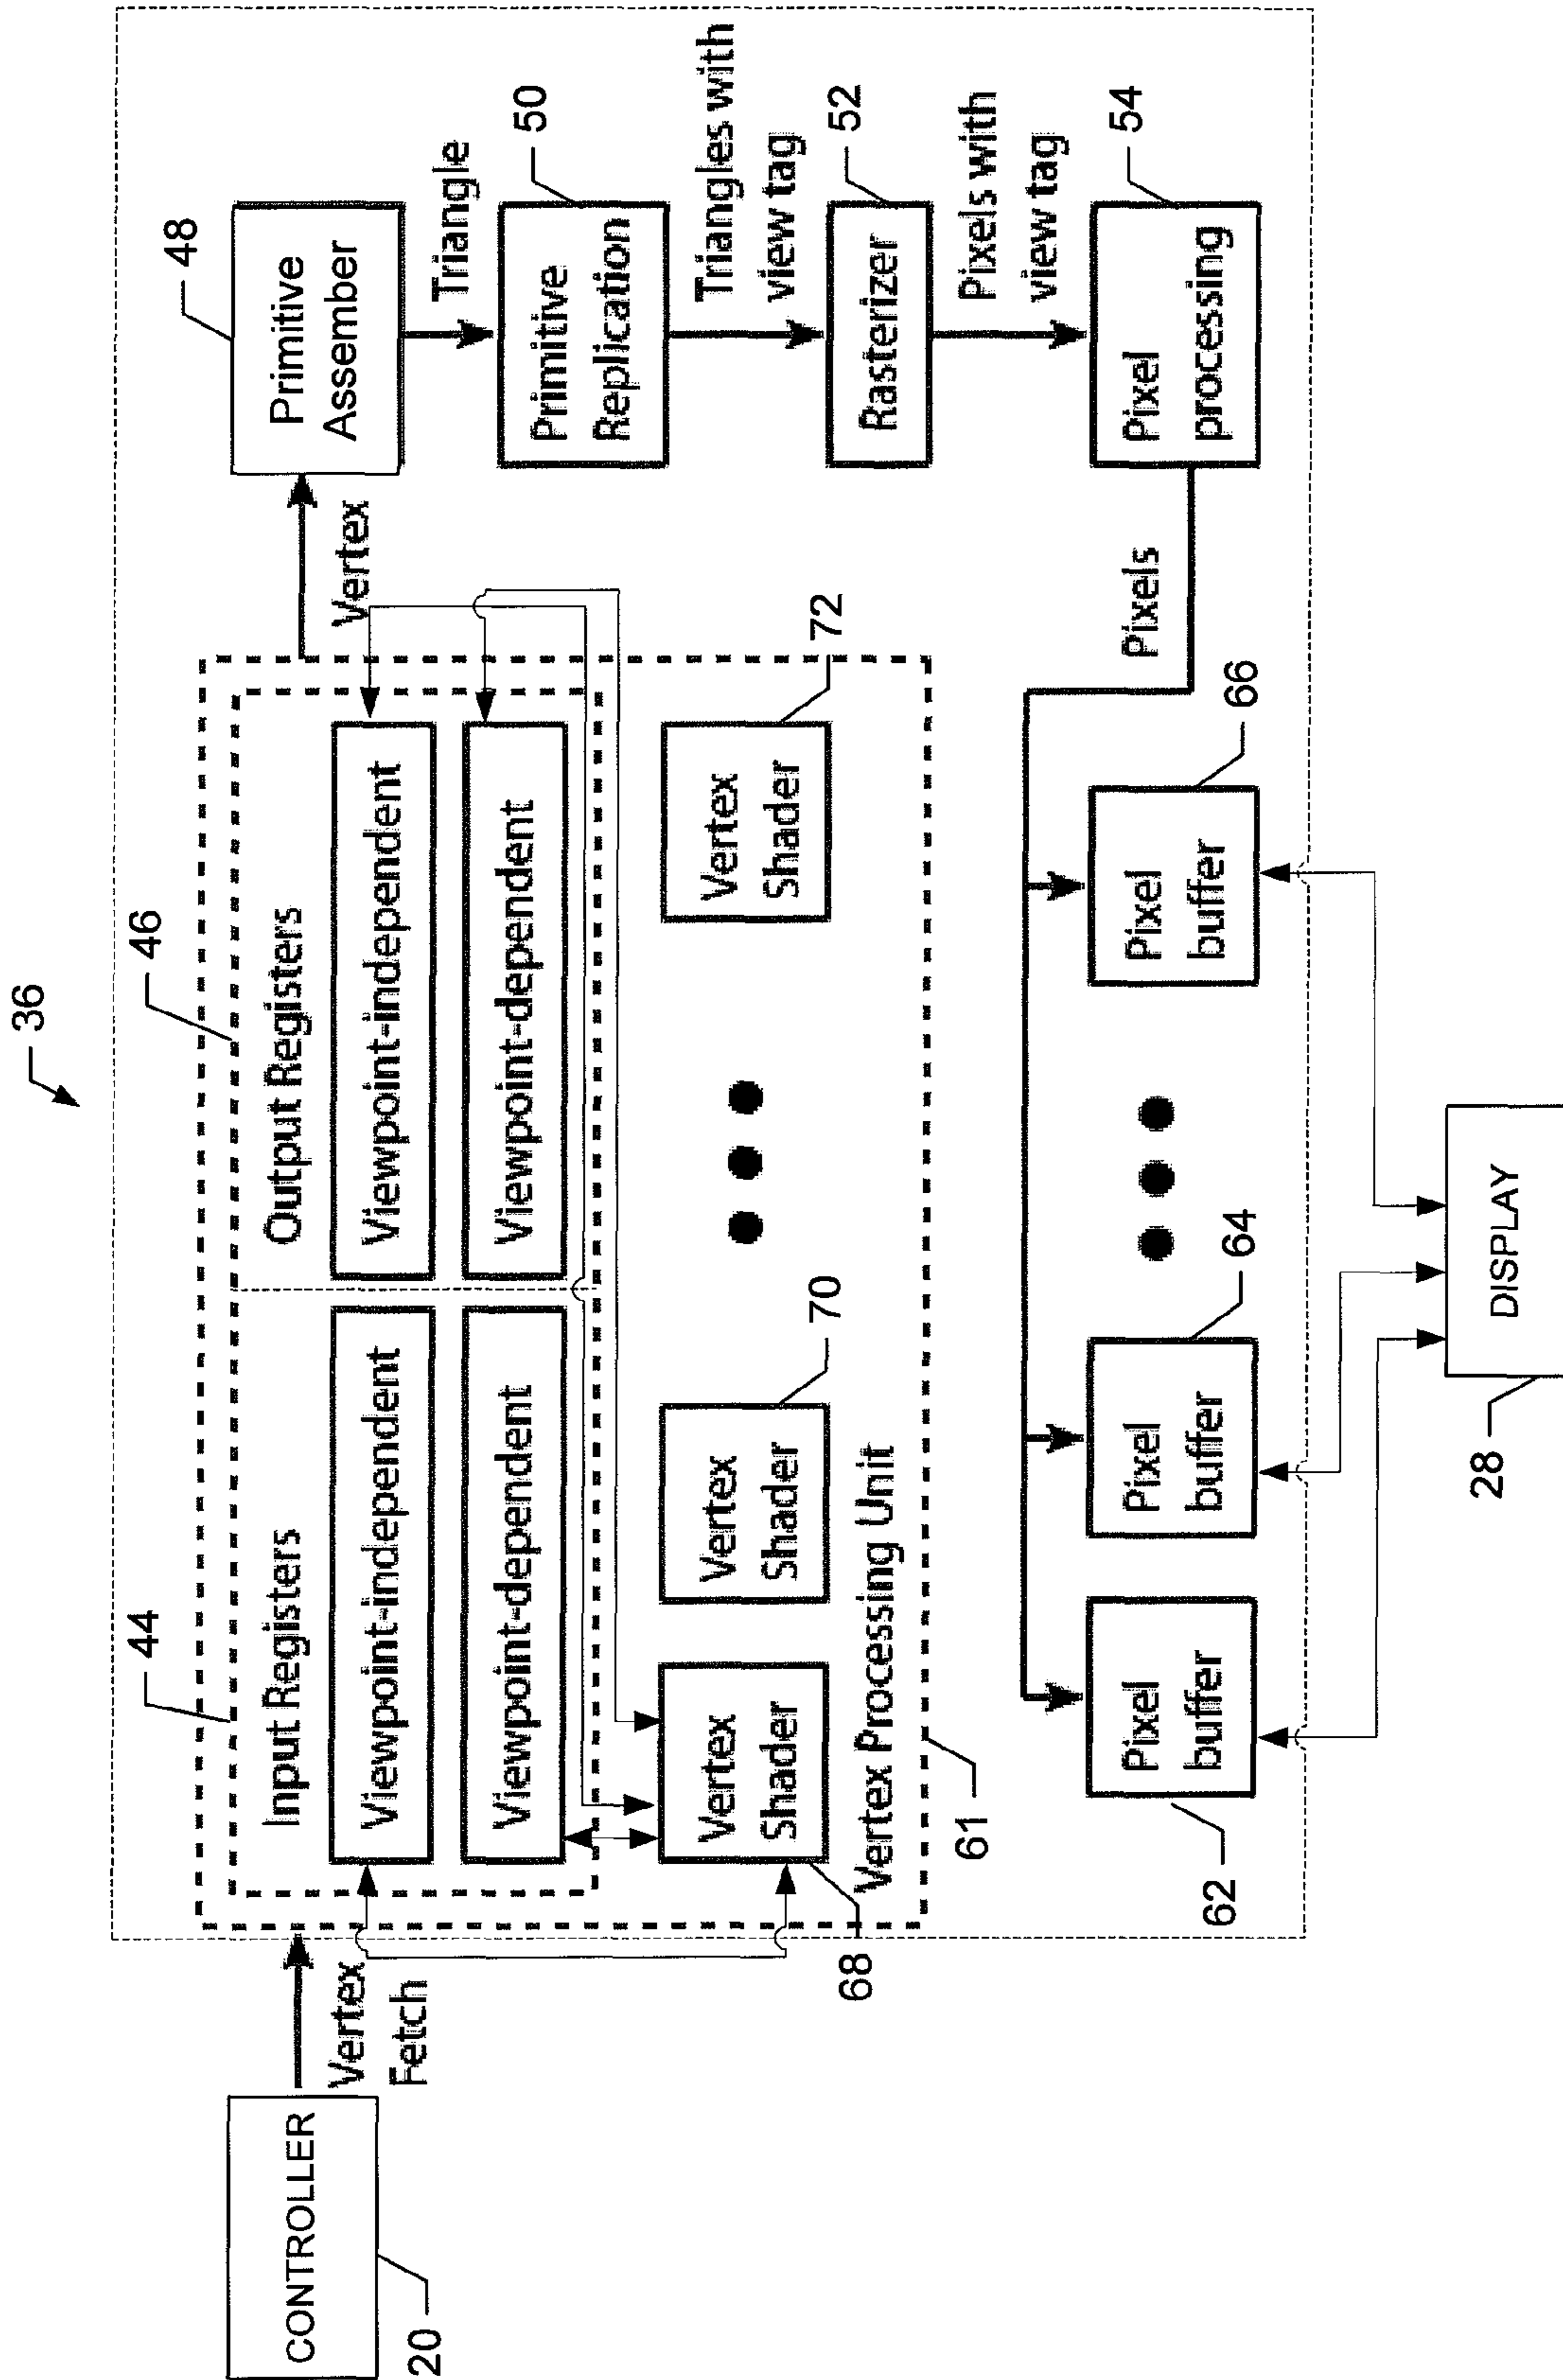 36
CONTROLLER
20
Vertex
Fetch
44
46
Input Registers
Output Registers
Viewpoint-independent
Viewpoint-independent
Viewpoint-dependent
Viewpoint-dependent
Vertex
Shader
68
Vertex
Shader
70
Vertex
Shader
72
Vertex Processing Unit
61
Vertex
Primitive
Assember
48
Triangle
Primitive
Replication
50
Triangles with
view tag
Rasterizer
52
Pixels with
view tag
Pixel
processing
54
Pixels
Pixel
buffer
62
Pixel
buffer
64
Pixel
buffer
66
DISPLAY
28